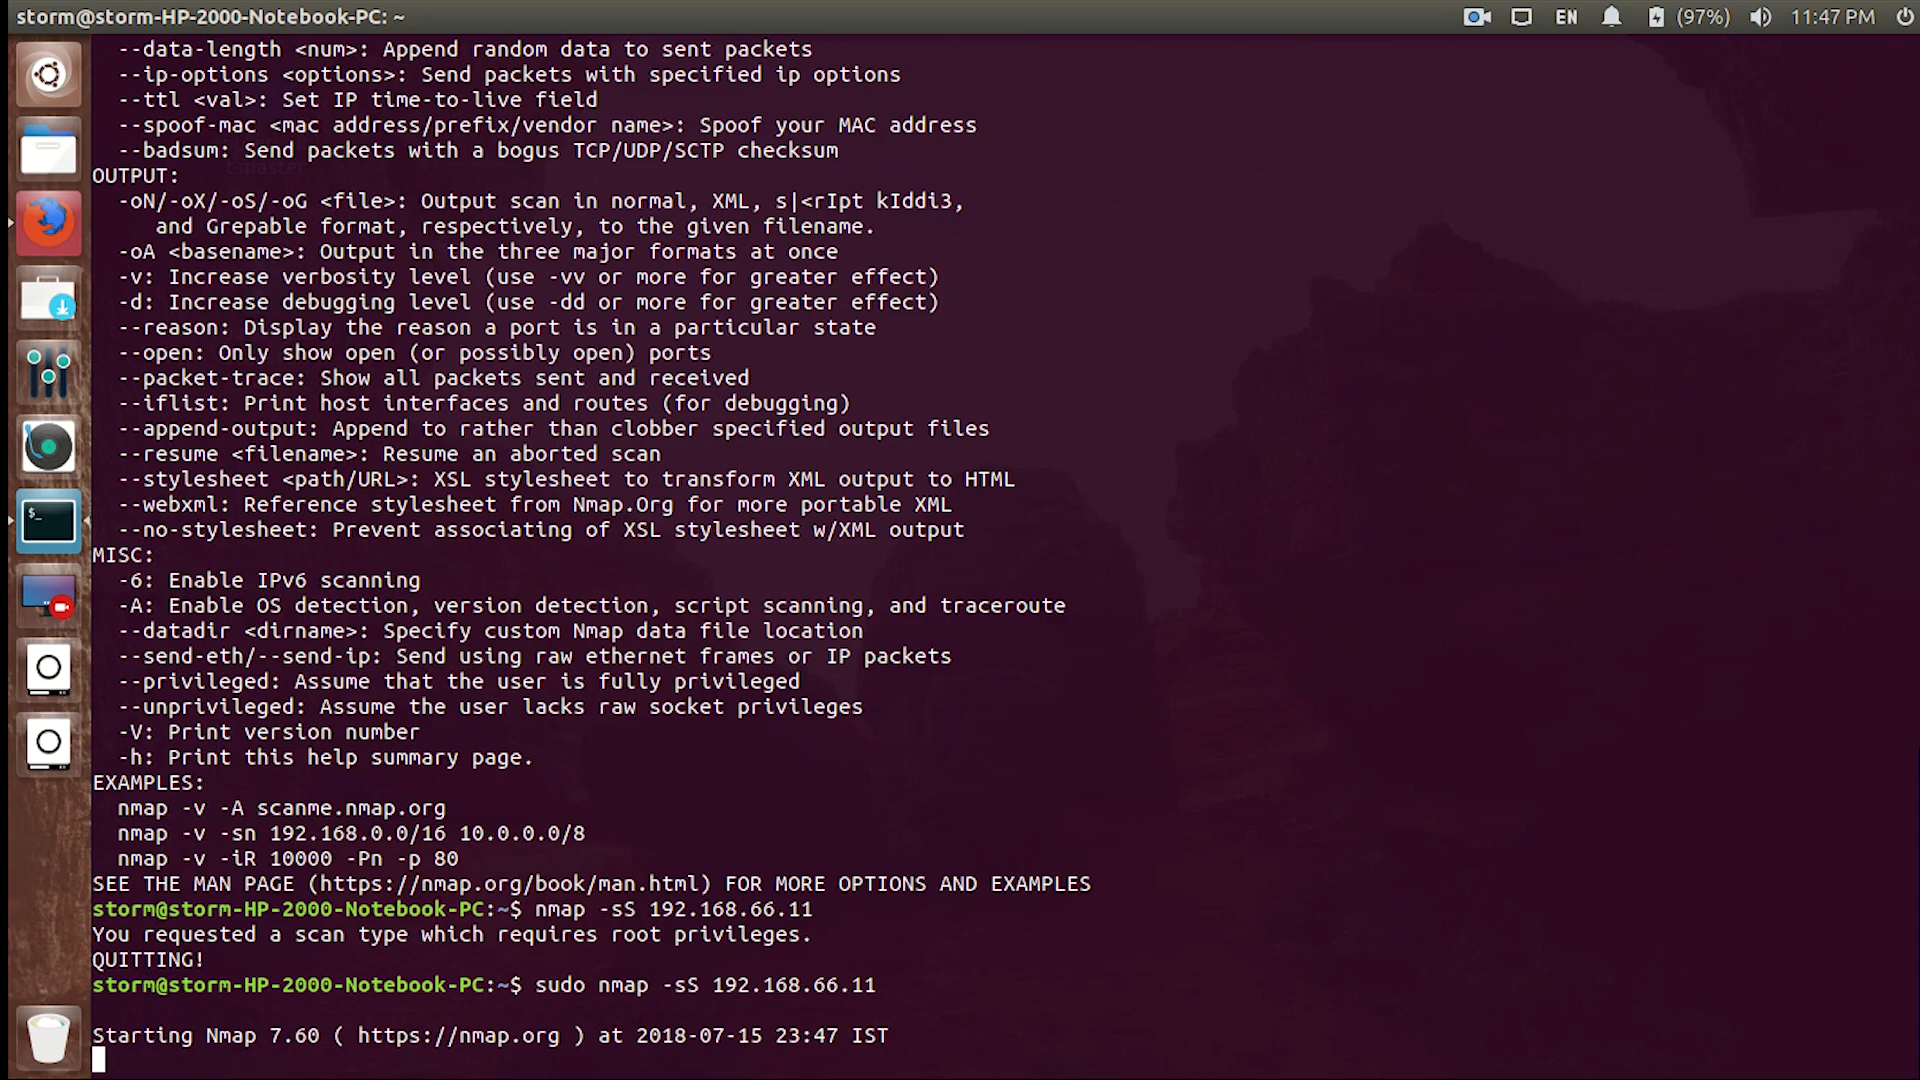 storm@storm-HP-2000-Notebook-PC: ~
EN
(97%)
11:47 PM
--data-length <num>: Append random data to sent packets
--ip-options <options>: Send packets with specified ip options
--ttl <val>: Set IP time-to-live field
--spoof-mac <mac address/prefix/vendor name>: Spoof your MAC address
--badsum: Send packets with a bogus TCP/UDP/SCTP checksum
OUTPUT:
-oN/-oX/-oS/-oG <file>: Output scan in normal, XML, s|<rIpt kIddi3,
and Grepable format, respectively, to the given filename.
-oA <basename>: Output in the three major formats at once
-v: Increase verbosity level (use -vv or more for greater effect)
-d: Increase debugging level (use -dd or more for greater effect)
--reason: Display the reason a port is in a particular state
--open: Only show open (or possibly open) ports
--packet-trace: Show all packets sent and received
--iflist: Print host interfaces and routes (for debugging)
--append-output: Append to rather than clobber specified output files
--resume <filename>: Resume an aborted scan
--stylesheet <path/URL>: XSL stylesheet to transform XML output to HTML
--webxml: Reference stylesheet from Nmap.Org for more portable XML
--no-stylesheet: Prevent associating of XSL stylesheet w/XML output
MISC:
-6: Enable IPv6 scanning
-A: Enable OS detection, version detection, script scanning, and traceroute
--datadir <dirname>: Specify custom Nmap data file location
--send-eth/--send-ip: Send using raw ethernet frames or IP packets
--privileged: Assume that the user is fully privileged
--unprivileged: Assume the user lacks raw socket privileges
-V: Print version number
-h: Print this help summary page.
EXAMPLES:
nmap -v -A scanme.nmap.org
nmap -v -sn 192.168.0.0/16 10.0.0.0/8
nmap -v -iR 10000 -Pn -p 80
SEE THE MAN PAGE (https://nmap.org/book/man.html) FOR MORE OPTIONS AND EXAMPLES
storm@storm-HP-2000-Notebook-PC:~$ nmap -sS 192.168.66.11
You requested a scan type which requires root privileges.
QUITTING!
storm@storm-HP-2000-Notebook-PC:~$ sudo nmap -sS 192.168.66.11
Starting Nmap 7.60 ( https://nmap.org ) at 2018-07-15 23:47 IST